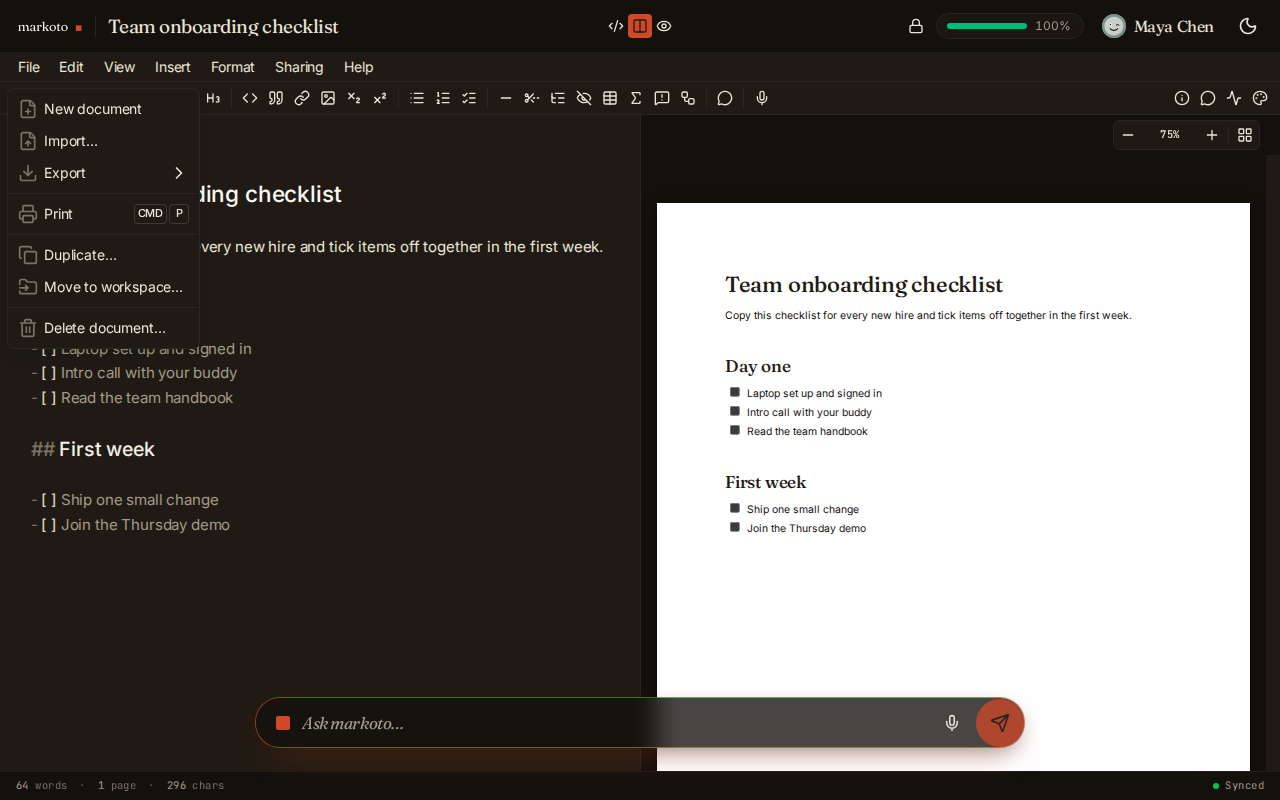 markoto
Team onboarding checklist
100%
Maya Chen
File Edit View Insert Format Sharing Help
H3
New document
Import...
Export
Print CMD P
Duplicate...
Move to workspace...
Delete document...
ding checklist
very new hire and tick items off together in the first week.
- [ ] Laptop set up and signed in
- [ ] Intro call with your buddy
- [ ] Read the team handbook
## First week
- [ ] Ship one small change
- [ ] Join the Thursday demo
75%
Team onboarding checklist
Copy this checklist for every new hire and tick items off together in the first week.
Day one
Laptop set up and signed in
Intro call with your buddy
Read the team handbook
First week
Ship one small change
Join the Thursday demo
Ask markoto...
64 words · 1 page · 296 chars
Synced